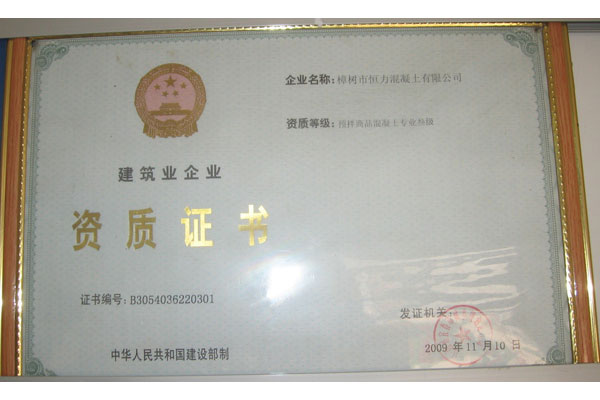 企业名称：樟树市恒力混凝土有限公司
资质等级：预拌商品混凝土专业叁级
建筑业企业
资质证书
证书编号：B3054036220301
发证机关：
2009 年 11 月 10 日
中华人民共和国建设部制